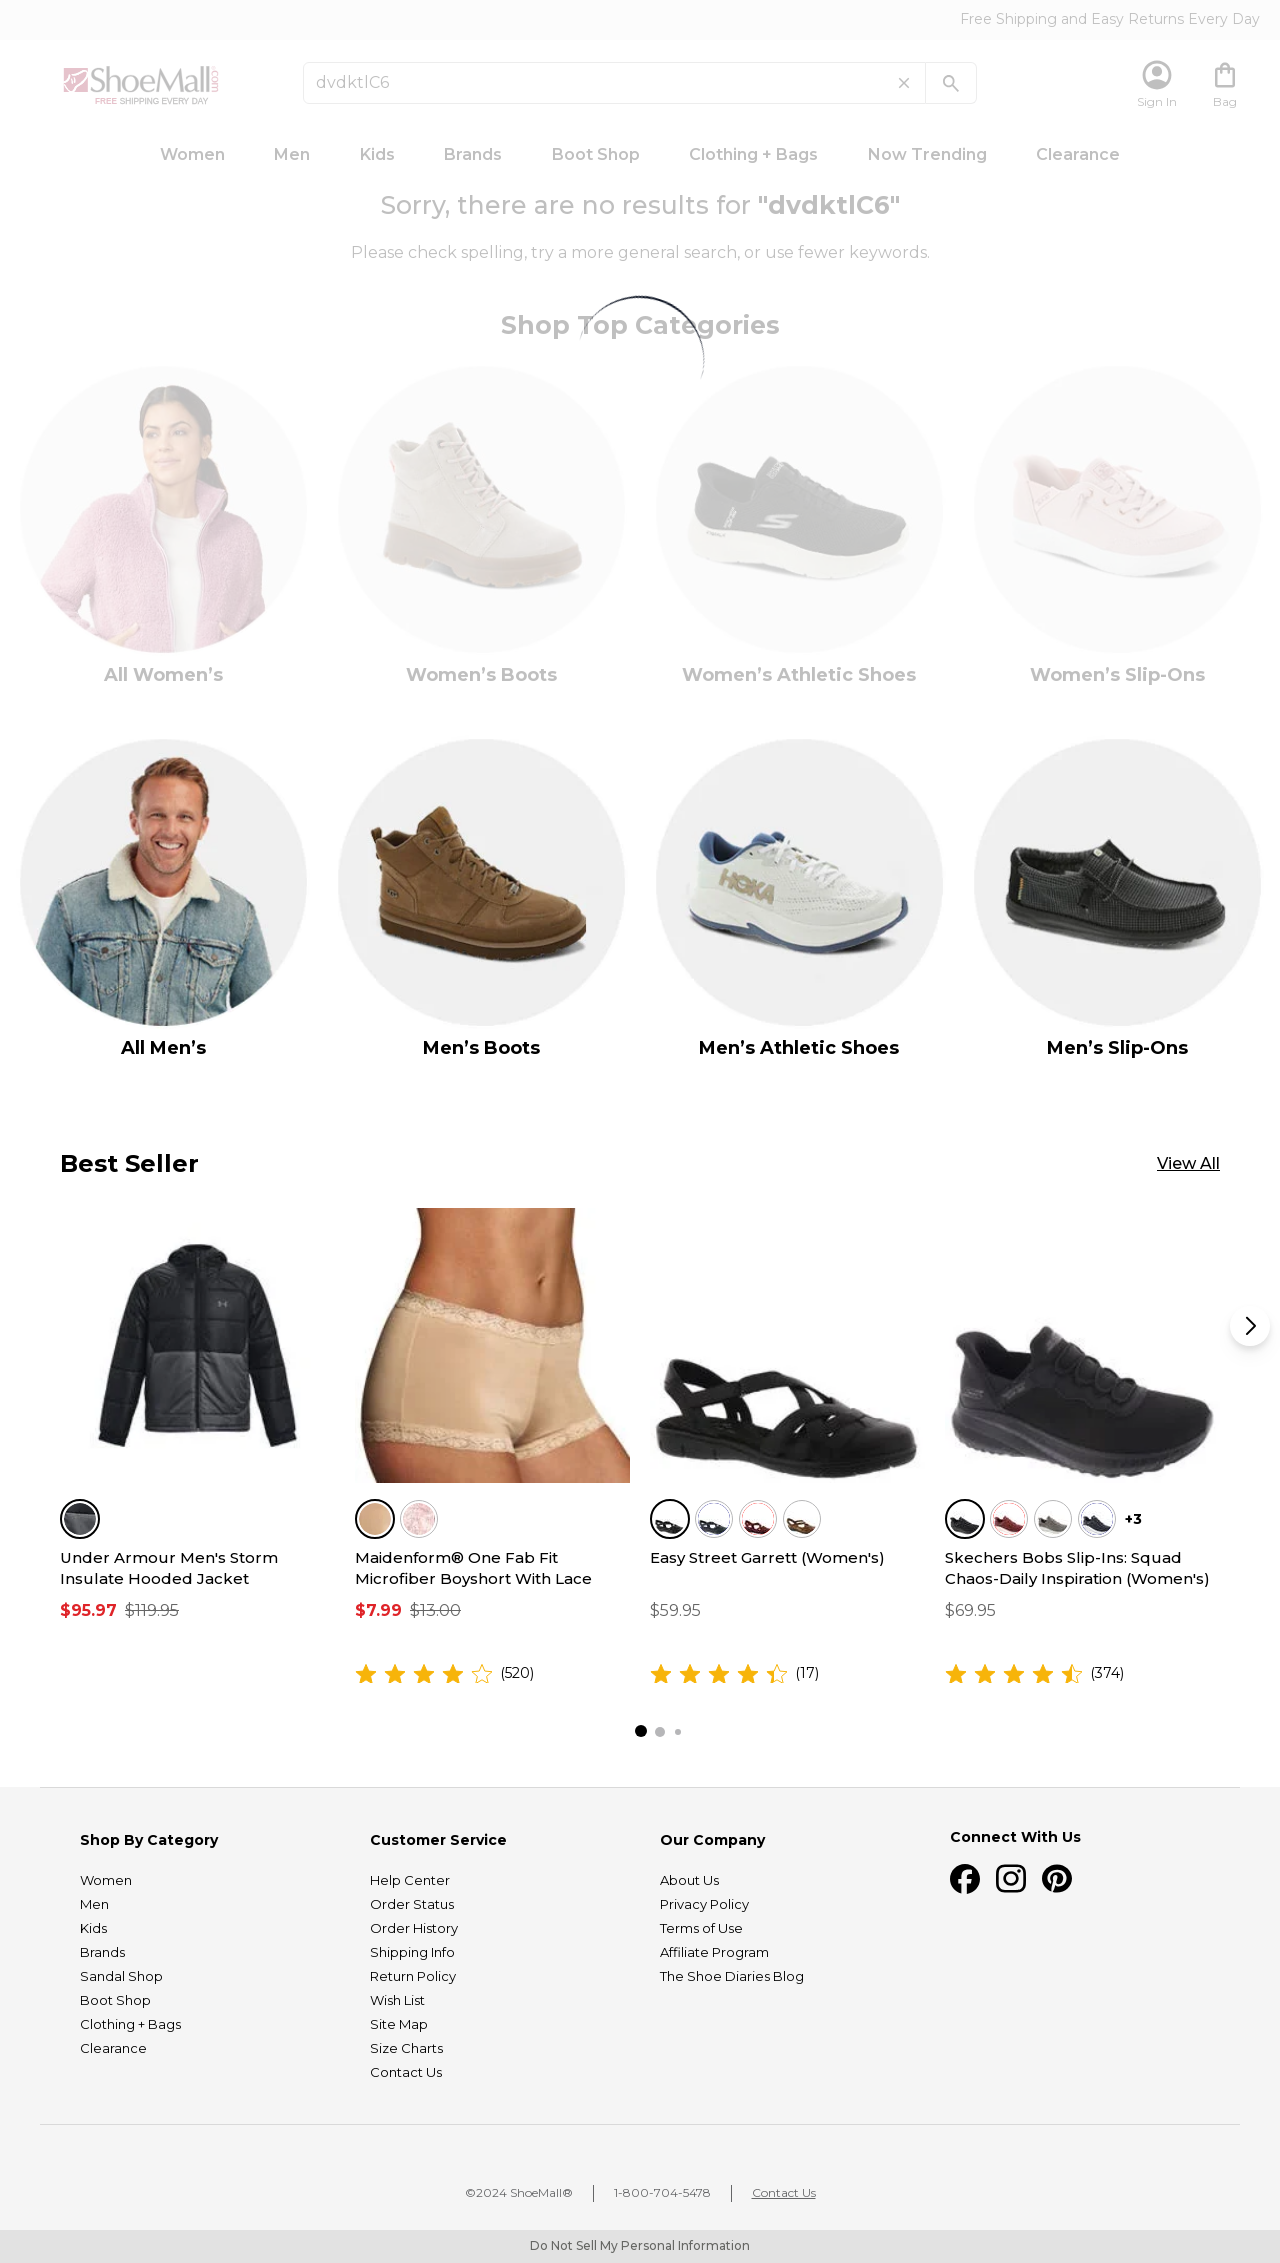 Free Shipping and Easy Returns Every Day
ShoeMall.com
FREE SHIPPING EVERY DAY
dvdktlC6
Sign In
Bag
Women Men Kids Brands Boot Shop Clothing + Bags Now Trending Clearance
Sorry, there are no results for "dvdktlC6"
Please check spelling, try a more general search, or use fewer keywords.
Shop Top Categories
All Women’s
Women’s Boots
Women’s Athletic Shoes
Women’s Slip-Ons
HOKA
All Men’s
Men’s Boots
Men’s Athletic Shoes
Men’s Slip-Ons
Best Seller
View All
Under Armour Men's Storm
Insulate Hooded Jacket
$95.97 $119.95
Maidenform® One Fab Fit
Microfiber Boyshort With Lace
$7.99 $13.00
(520)
Easy Street Garrett (Women's)
$59.95
(17)
+3
Skechers Bobs Slip-Ins: Squad
Chaos-Daily Inspiration (Women's)
$69.95
(374)
Shop By Category
Women
Men
Kids
Brands
Sandal Shop
Boot Shop
Clothing + Bags
Clearance
Customer Service
Help Center
Order Status
Order History
Shipping Info
Return Policy
Wish List
Site Map
Size Charts
Contact Us
Our Company
About Us
Privacy Policy
Terms of Use
Affiliate Program
The Shoe Diaries Blog
Connect With Us
©2024 ShoeMall® 1-800-704-5478 Contact Us
Do Not Sell My Personal Information